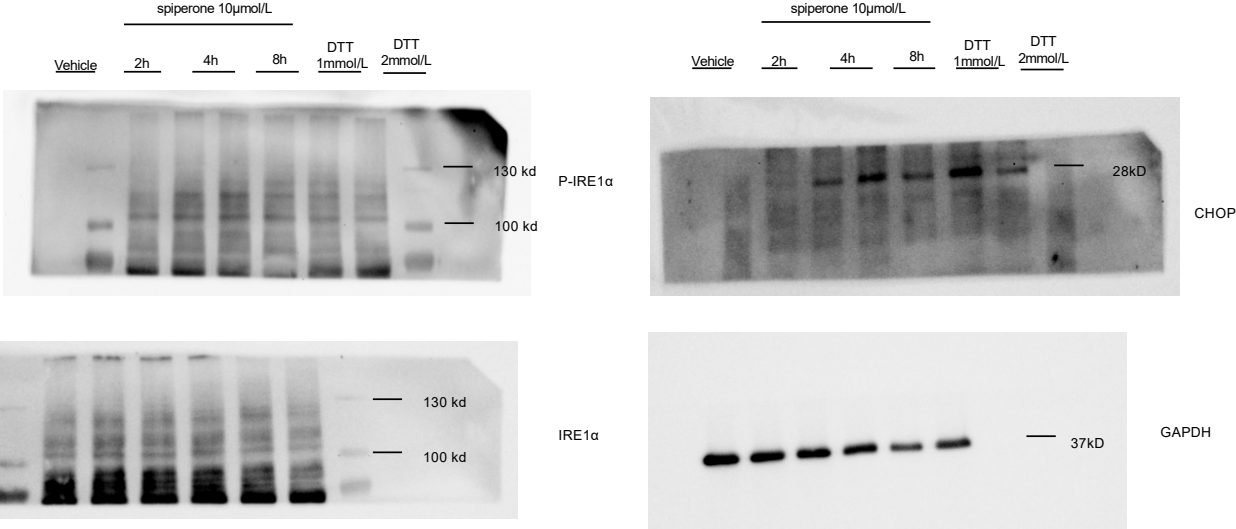 spiperone 10µmol/L
Vehicle 2h 4h 8h DTT 1mmol/L DTT 2mmol/L
130 kd
P-IRE1α
100 kd
spiperone 10µmol/L
Vehicle 2h 4h 8h DTT 1mmol/L DTT 2mmol/L
28kD
CHOP
130 kd
IRE1α
100 kd
37kD
GAPDH